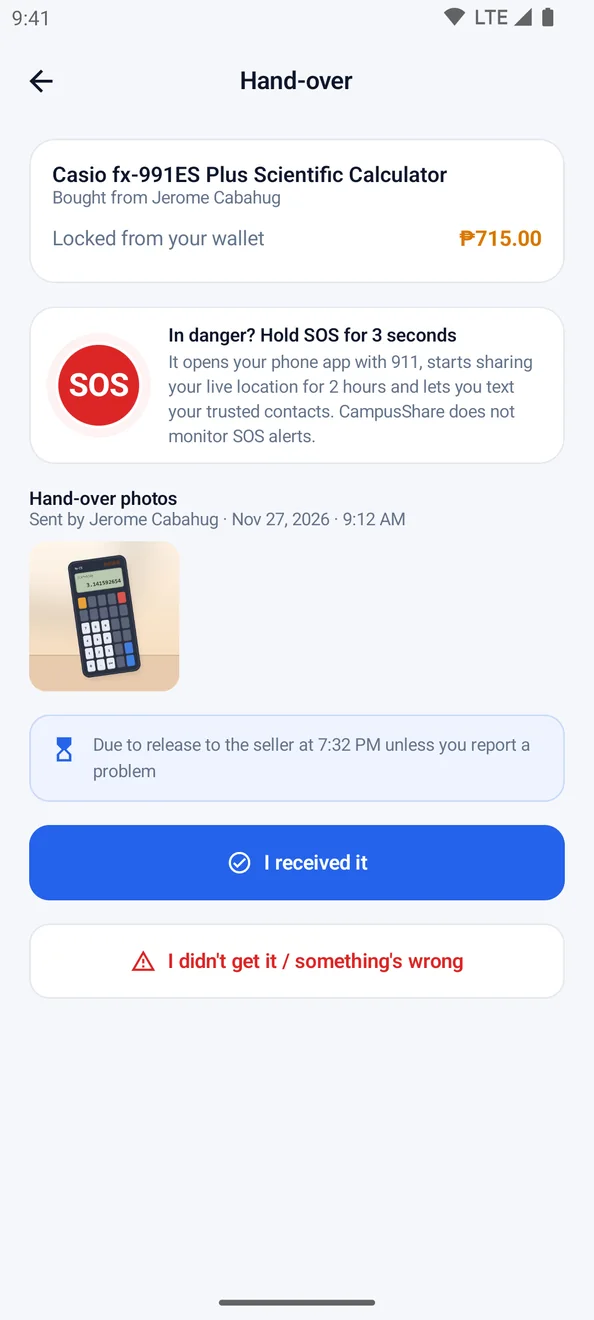 9:41
LTE
Hand-over
Casio fx-991ES Plus Scientific Calculator
Bought from Jerome Cabahug
Locked from your wallet
₱715.00
SOS
In danger? Hold SOS for 3 seconds
It opens your phone app with 911, starts sharing
your live location for 2 hours and lets you text
your trusted contacts. CampusShare does not
monitor SOS alerts.
Hand-over photos
Sent by Jerome Cabahug · Nov 27, 2026 · 9:12 AM
3.141592654
Due to release to the seller at 7:32 PM unless you report a
problem
I received it
I didn't get it / something's wrong